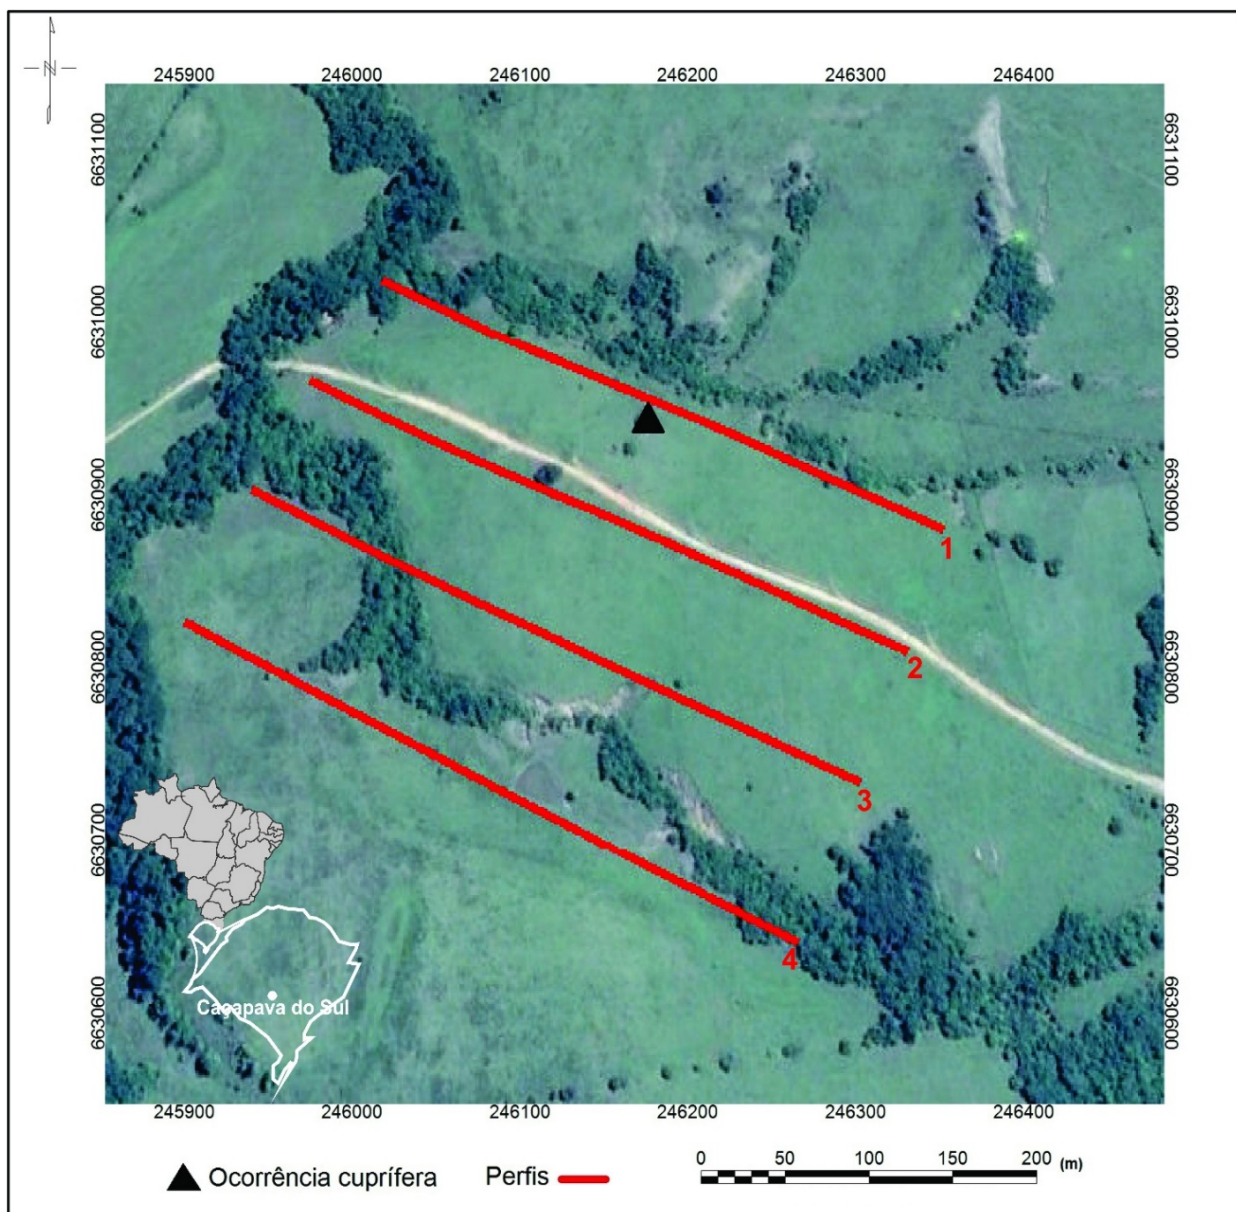 N
245900 246000 246100 246200 246300 246400
6631100 6631100
6631000 6631000
6630900 6630900
1
2
6630800 6630800
3
6630700 6630700
4
Caçapava do Sul
6630600 6630600
245900 246000 246100 246200 246300 246400
Ocorrência cuprífera Perfis 0 50 100 150 200 (m)